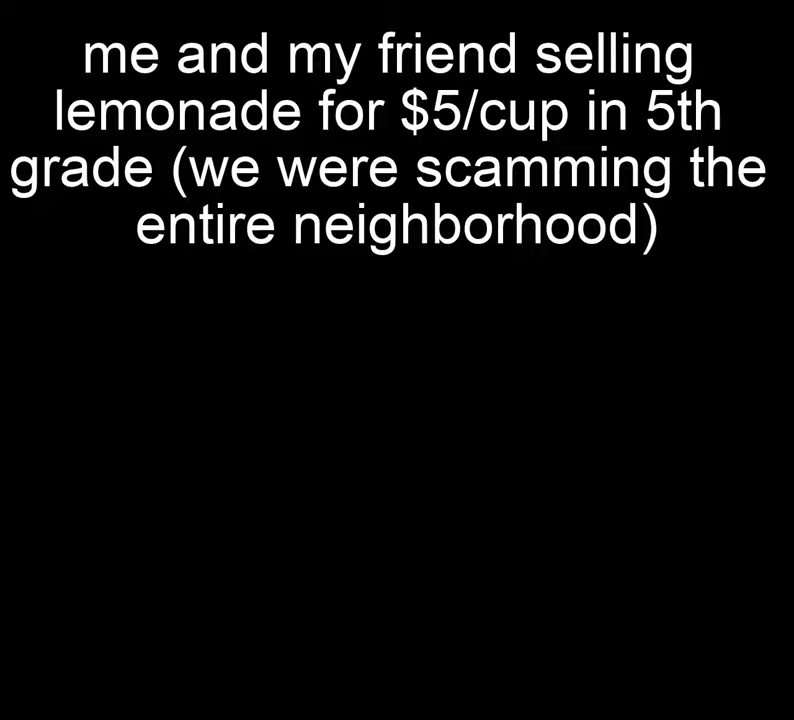 me and my friend selling
lemonade for $5/cup in 5th
grade (we were scamming the
entire neighborhood)